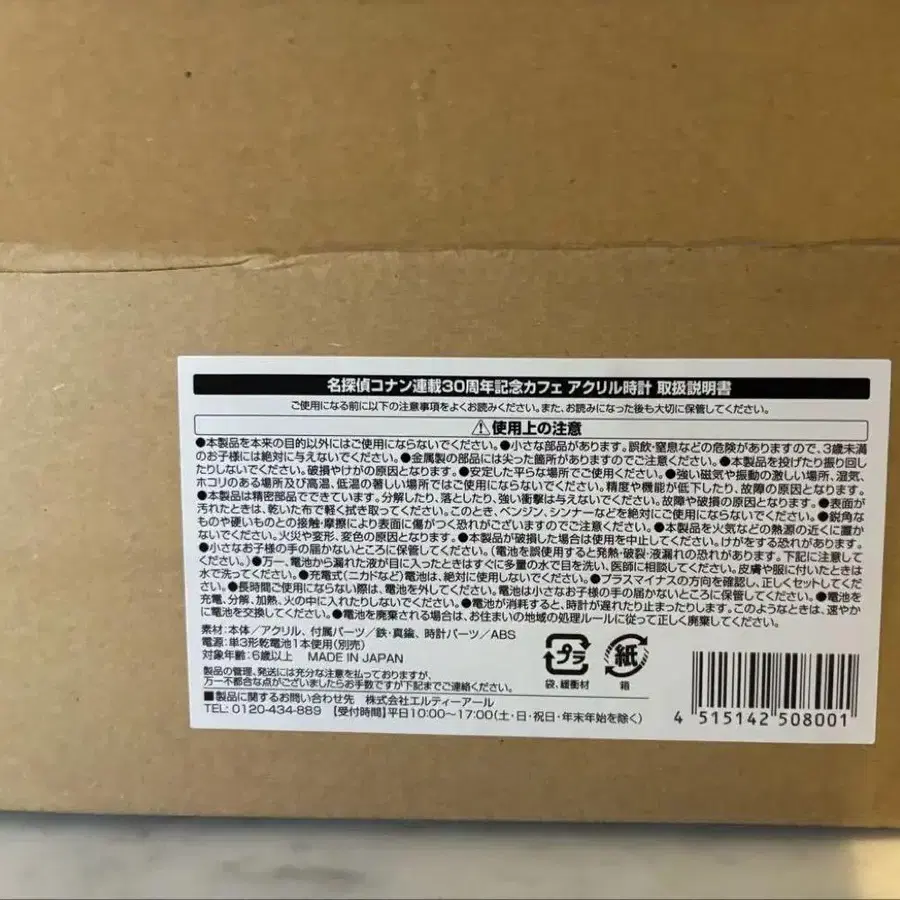 名探偵コナン連載30周年記念カフェ アクリル時計 取扱説明書
ご使用になる前に以下の注意事項をよくお読みください。また、お読みになった後も大切に保管してください。
⚠使用上の注意
●本製品を本来の目的以外にはご使用にならないでください。●小さな部品があります。誤飲・窒息などの危険がありますので、3歳未満
のお子様には絶対に与えないでください。●金属製の部品には尖った箇所がありますのでご注意ください。●本製品を投げたり振り回し
たりしないでください。破損やけがの原因となります。●安定した平らな場所でご使用ください。●強い磁気や振動の激しい場所、湿気、
ホコリのある場所及び高温、低温の著しい場所ではご使用にならないでください。精度や機能が低下したり、故障の原因となります。
●本製品は精密部品でできています。分解したり、落としたり、強い衝撃は与えないでください。故障や破損の原因となります。●表面が
汚れたときは、乾いた布で軽く拭き取ってください。このとき、ベンジン、シンナーなどを絶対にご使用にならないでください。●鋭角な
ものや硬いものとの接触・摩擦により表面に傷がつく恐れがございますのでご注意ください。●本製品を火気などの熱源の近くに置か
ないでください。火災や変形、変色の原因となります。●本製品が破損した場合は使用を中止してください。けがをする恐れがあります。
●小さなお子様の手の届かないところに保管してください。(電池を誤使用すると発熱・破裂・液漏れの恐れがあります。下記に注意して
ください。)●万一、電池から漏れた液が目に入ったときはすぐに多量の水で目を洗い、医師に相談してください。皮膚や服に付いたときは
水で洗ってください。●充電式(ニカドなど)電池は、絶対に使用しないでください。●プラスマイナスの方向を確認し、正しくセットしてくだ
さい。●長時間ご使用にならない際は、電池を外してください。電池は小さなお子様の手の届かないところに保管してください。●電池を
充電、分解、加熱、火の中に入れたりしないでください。●電池が消耗すると、時計が遅れたり止まったりします。このようなときは、速やか
に電池を交換してください。●電池を廃棄される場合は、お住まいの地域の処理ルールに従って正しく廃棄してください。
素材:本体/アクリル、付属パーツ/鉄・真鍮、時計パーツ/ABS
電源:単3形乾電池1本使用(別売)
対象年齢:6歳以上 MADE IN JAPAN
製品の管理、発送には充分な注意を払っておりますが、
万一不都合な点がございましたらお手数ですが下記までご連絡ください。
■製品に関するお問い合わせ先 株式会社エルティーアール
TEL: 0120-434-889 【受付時間】平日10:00〜17:00(土・日・祝日・年末年始を除く)
プラ
袋、緩衝材
紙
箱
4 515142 508001